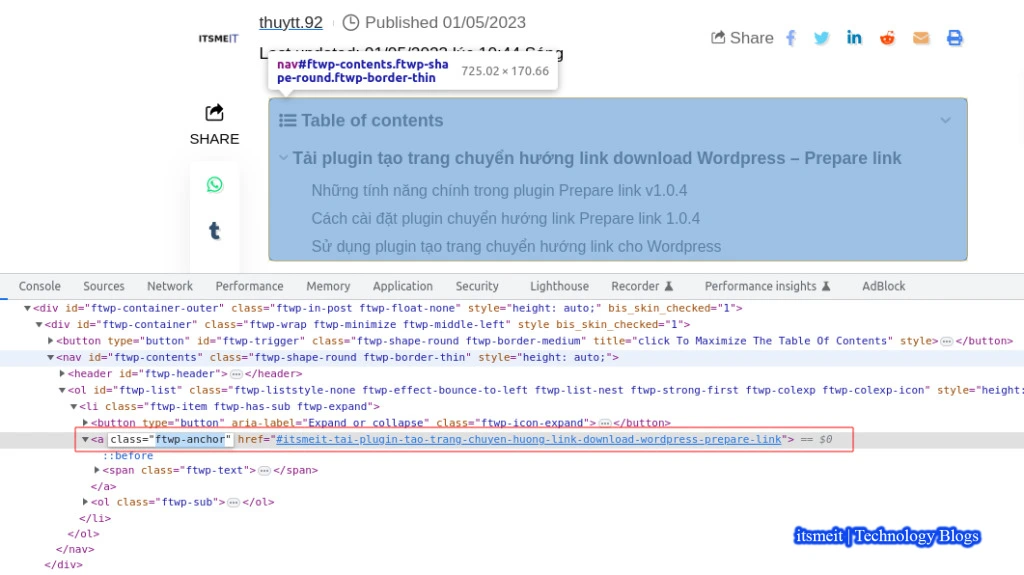 thuytt.92 Published 01/05/2023
ITSMEIT
Share
Last updated: 01/05/2023 lúc 10:44 Sáng
nav#ftwp-contents.ftwp-sha
pe-round.ftwp-border-thin
725.02 × 170.66
SHARE
Table of contents
Tải plugin tạo trang chuyển hướng link download Wordpress – Prepare link
Những tính năng chính trong plugin Prepare link v1.0.4
Cách cài đặt plugin chuyển hướng link Prepare link 1.0.4
Sử dụng plugin tạo trang chuyển hướng link cho Wordpress
Console Sources Network Performance Memory Application Security Lighthouse Recorder Performance insights AdBlock
<div id="ftwp-container-outer" class="ftwp-in-post ftwp-float-none" style="height: auto;" bis_skin_checked="1">
<div id="ftwp-container" class="ftwp-wrap ftwp-minimize ftwp-middle-left" style bis_skin_checked="1">
<button type="button" id="ftwp-trigger" class="ftwp-shape-round ftwp-border-medium" title="click To Maximize The Table Of Contents" style>…</button>
<nav id="ftwp-contents" class="ftwp-shape-round ftwp-border-thin" style="height: auto;">
<header id="ftwp-header">…</header>
<ol id="ftwp-list" class="ftwp-liststyle-none ftwp-effect-bounce-to-left ftwp-list-nest ftwp-strong-first ftwp-colexp ftwp-colexp-icon" style="height:
<li class="ftwp-item ftwp-has-sub ftwp-expand">
<button type="button" aria-label="Expand or collapse" class="ftwp-icon-expand">…</button>
<a class="ftwp-anchor" href="#itsmeit-tai-plugin-tao-trang-chuyen-huong-link-download-wordpress-prepare-link"> == $0
::before
<span class="ftwp-text">…</span>
</a>
<ol class="ftwp-sub">…</ol>
</li>
</ol>
</nav>
</div>
itsmeit | Technology Blogs